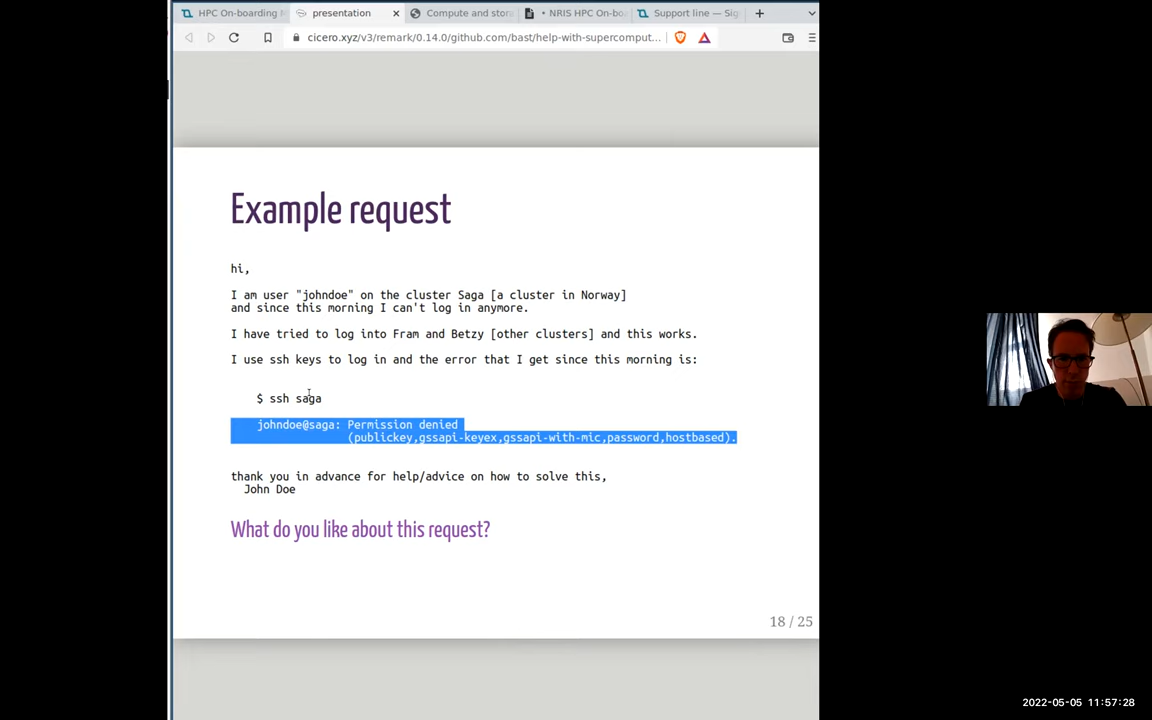 HPC On-boarding
presentation
Compute and stor
• NRIS HPC On-bo
Support line — Sig
cicero.xyz/v3/remark/0.14.0/github.com/bast/help-with-supercomput...
Example request
hi,
I am user "johndoe" on the cluster Saga [a cluster in Norway]
and since this morning I can't log in anymore.
I have tried to log into Fram and Betzy [other clusters] and this works.
I use ssh keys to log in and the error that I get since this morning is:
$ ssh saga
johndoe@saga: Permission denied
(publickey,gssapi-keyex,gssapi-with-mic,password,hostbased).
thank you in advance for help/advice on how to solve this,
John Doe
What do you like about this request?
18 / 25
2022-05-05 11:57:28